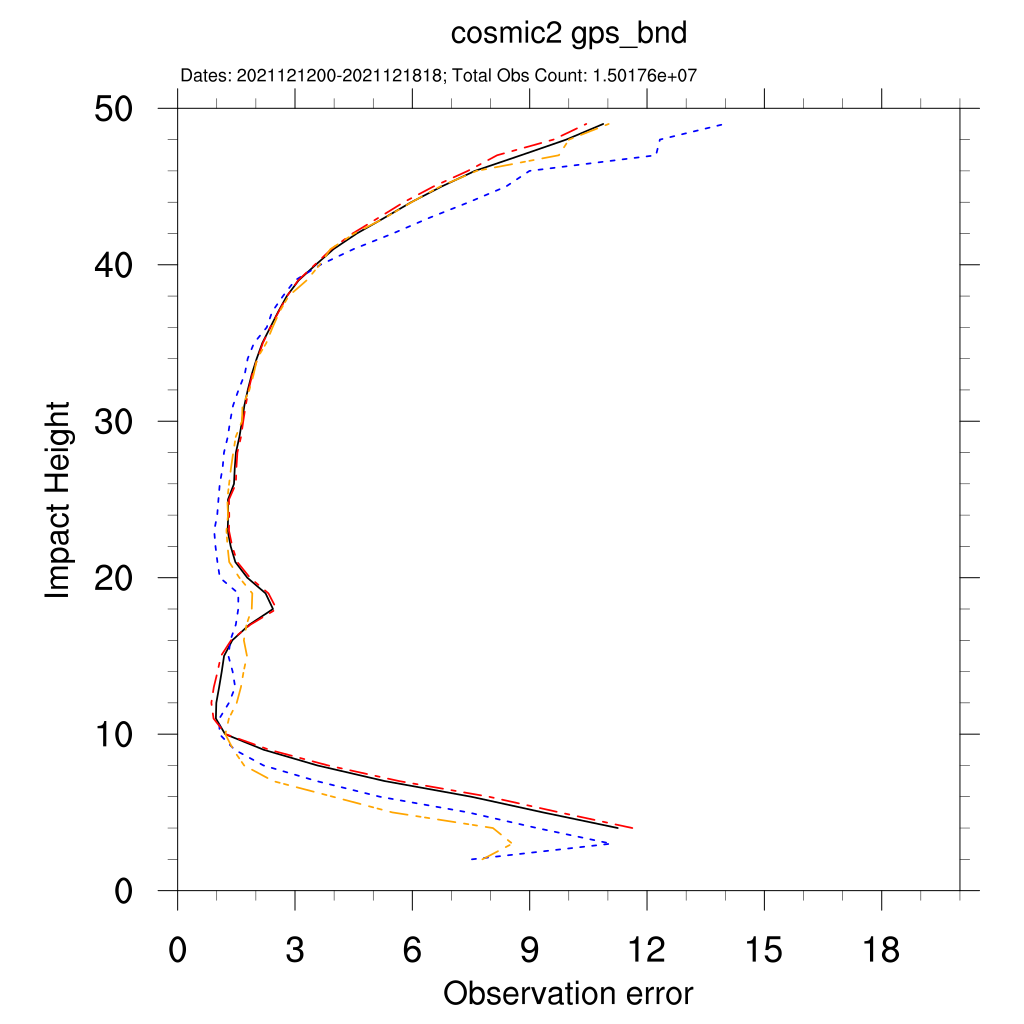 cosmic2 gps_bnd
Dates: 2021121200-2021121818; Total Obs Count: 1.50176e+07
50
40
30
20
10
0
Impact Height
0 3 6 9 12 15 18
Observation error